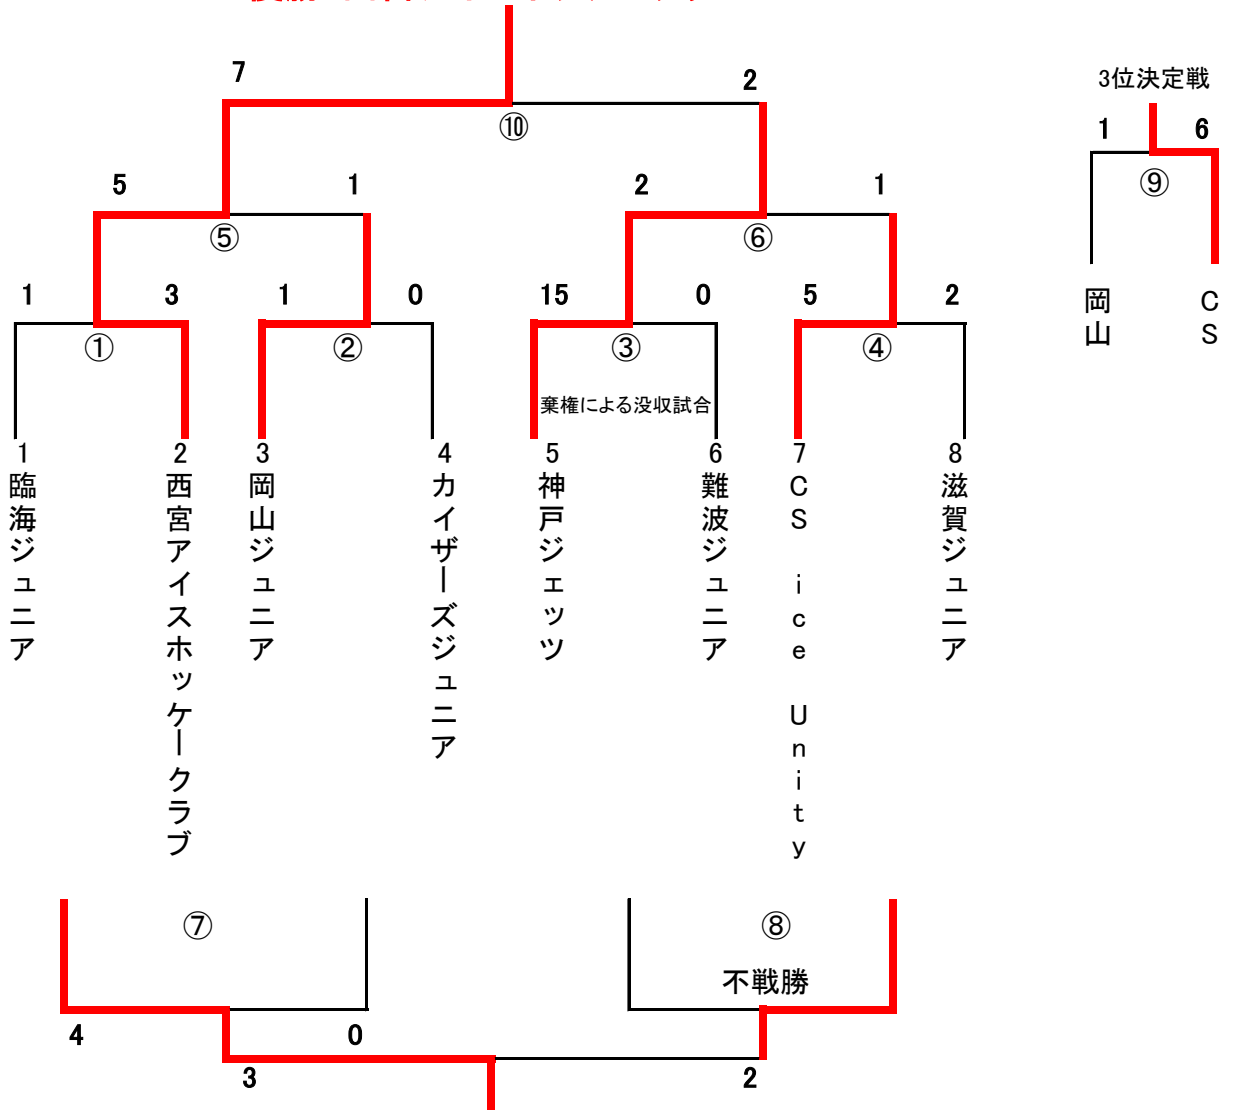 7
2
⑩
3位決定戦
1
6
⑨
岡山
CS
5
1
2
1
⑤
⑥
1
3
1
0
15
0
5
2
①
②
③
④
棄権による没収試合
1
臨海ジュニア
2
西宮アイスホッケークラブ
3
岡山ジュニア
4
カイザーズジュニア
5
神戸ジェッツ
6
難波ジュニア
7
CS ice Unity
8
滋賀ジュニア
⑦
⑧
不戦勝
4
0
3
2